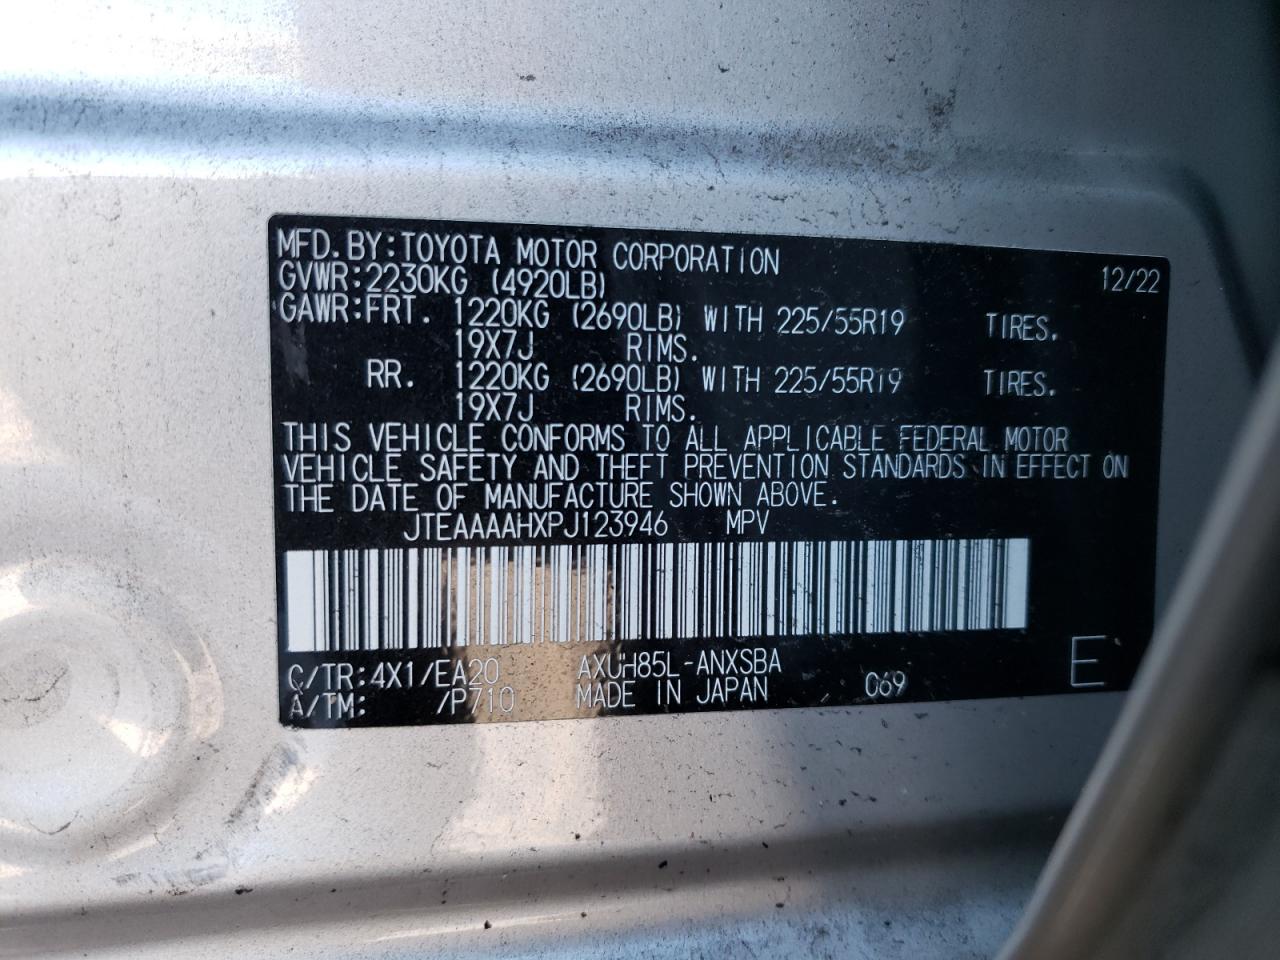 MFD.BY:TOYOTA MOTOR CORPORATION 12/22
GVWR:2230KG (4920LB)
GAWR:FRT. 1220KG (2690LB) WITH 225/55R19 TIRES.
19X7J RIMS.
RR. 1220KG (2690LB) WITH 225/55R19 TIRES.
19X7J RIMS.
THIS VEHICLE CONFORMS TO ALL APPLICABLE FEDERAL MOTOR
VEHICLE SAFETY AND THEFT PREVENTION STANDARDS IN EFFECT ON
THE DATE OF MANUFACTURE SHOWN ABOVE.
JTEAAAAHXPJ123946 MPV
C/TR:4X1/EA20 AXUH85L-ANXSBA
A/TM: /P710 MADE IN JAPAN 069 E